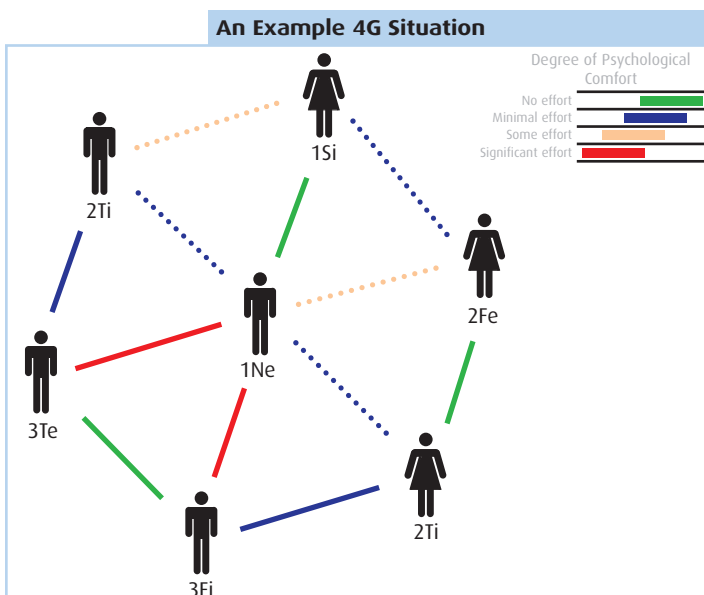 An Example 4G Situation
Degree of Psychological
Comfort
No effort
Minimal effort
Some effort
Significant effort
1Si
2Ti
2Fe
1Ne
3Te
2Ti
3Fi